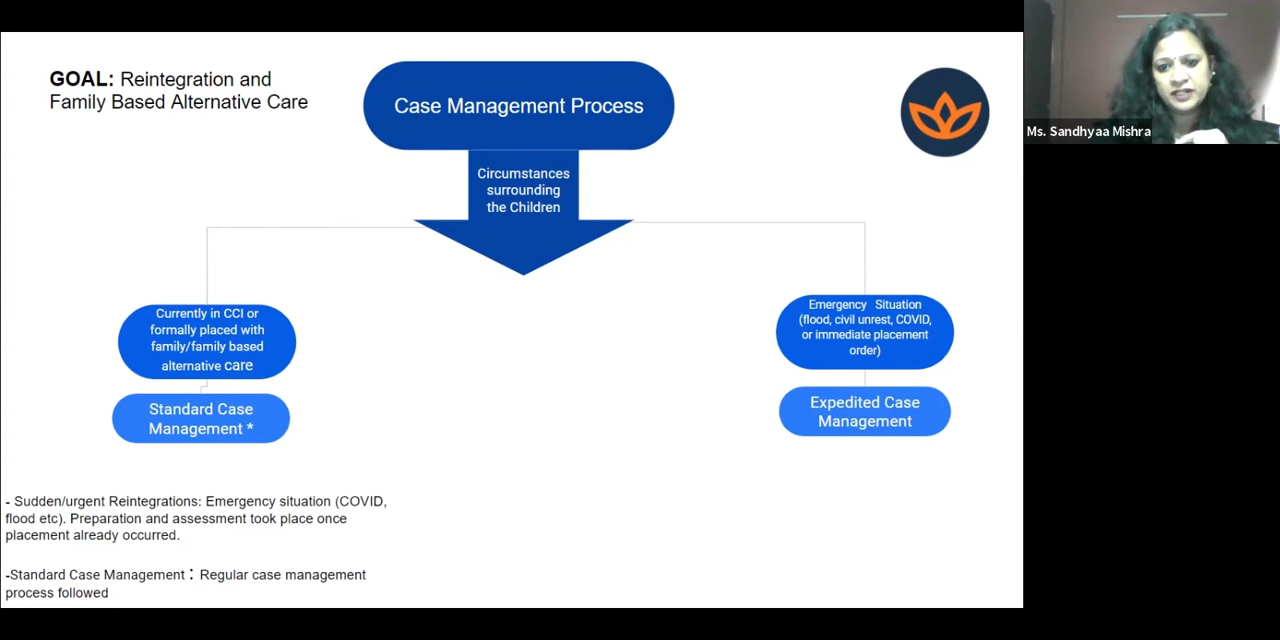 GOAL: Reintegration and
Family Based Alternative Care
Case Management Process
Circumstances
surrounding
the Children
Ms. Sandhyaa Mishra
Currently in CCI or
formally placed with
family/family based
alternative care
Standard Case
Management *
Emergency Situation
(flood, civil unrest, COVID,
or immediate placement
order)
Expedited Case
Management
- Sudden/urgent Reintegrations: Emergency situation (COVID,
flood etc). Preparation and assessment took place once
placement already occurred.
-Standard Case Management : Regular case management
process followed